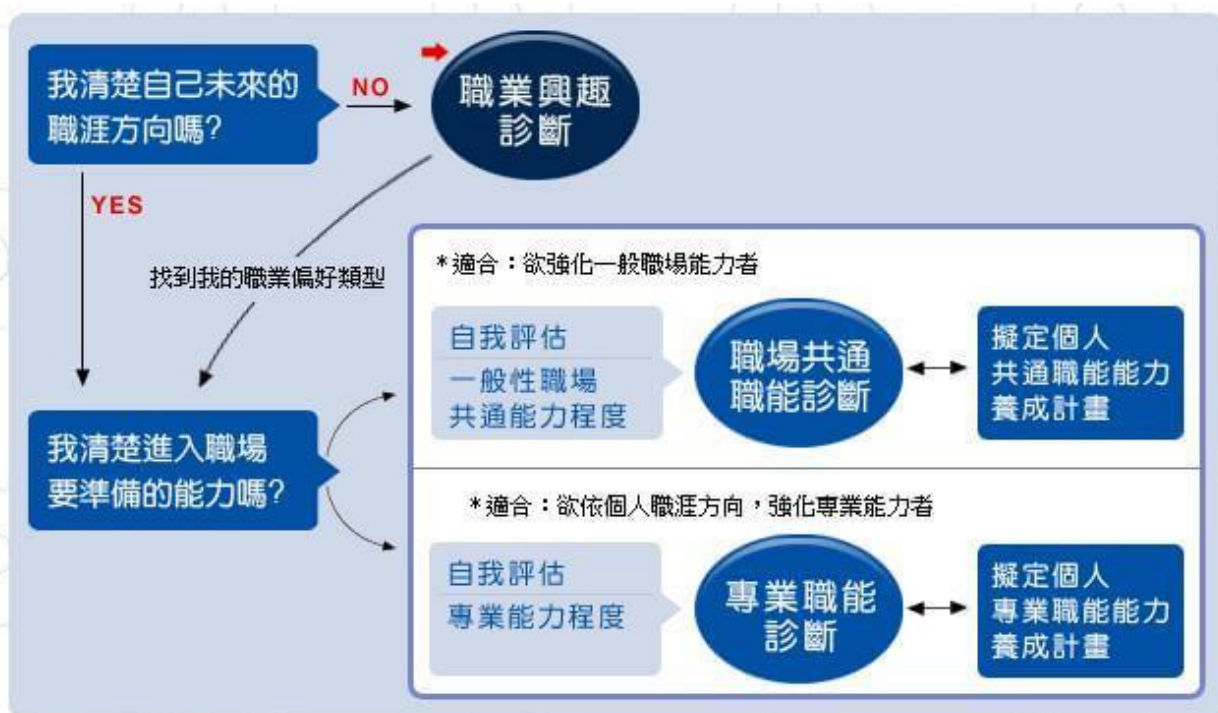 我清楚自己未來的
職涯方向嗎?
NO
職業興趣
診斷
YES
找到我的職業偏好類型
我清楚進入職場
要準備的能力嗎?
*適合：欲強化一般職場能力者
自我評估
一般性職場
共通能力程度
職場共通
職能診斷
擬定個人
共通職能能力
養成計畫
*適合：欲依個人職涯方向，強化專業能力者
自我評估
專業能力程度
專業職能
診斷
擬定個人
專業職能能力
養成計畫